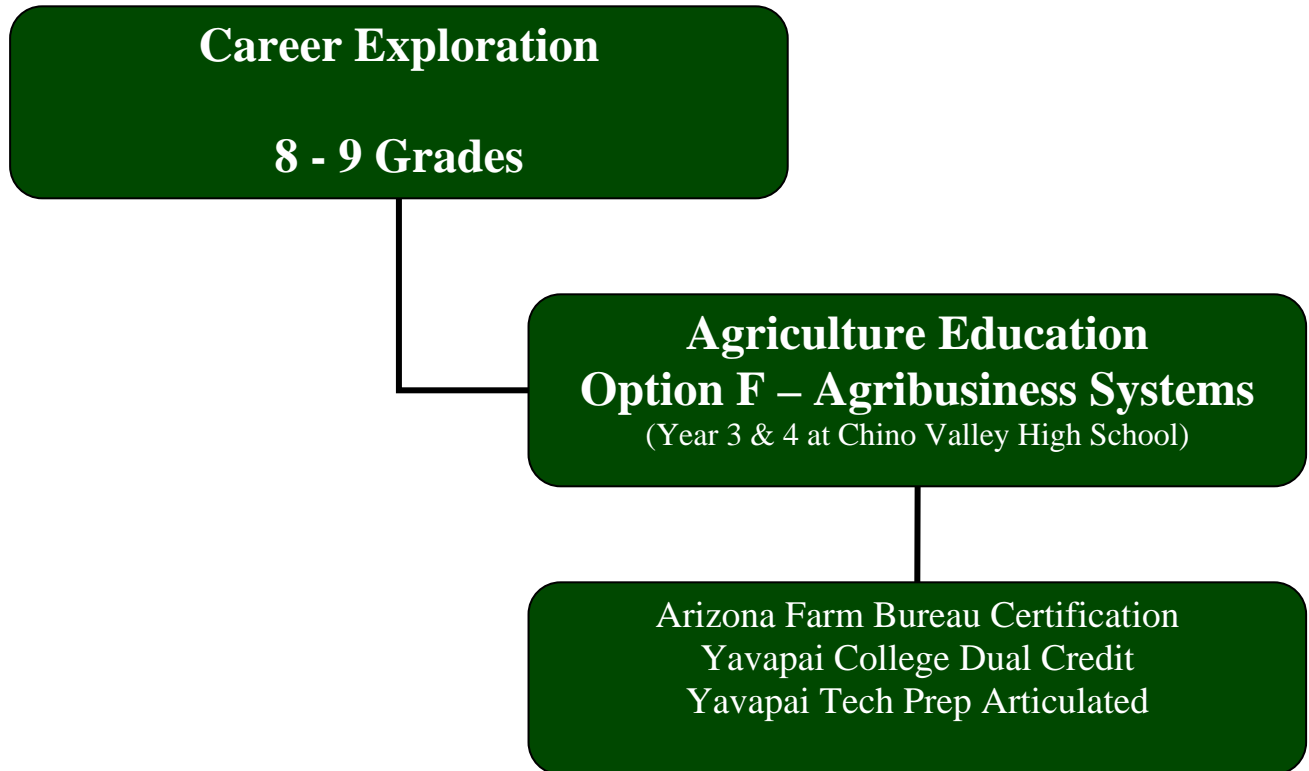 Career Exploration
8 - 9 Grades
Agriculture Education
Option F – Agribusiness Systems
(Year 3 & 4 at Chino Valley High School)
Arizona Farm Bureau Certification
Yavapai College Dual Credit
Yavapai Tech Prep Articulated